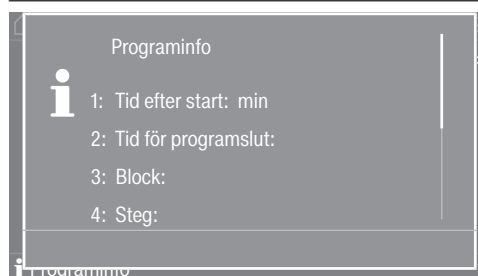 Programinfo
1: Tid efter start: min
2: Tid för programslut:
3: Block:
4: Steg:
Programinfo